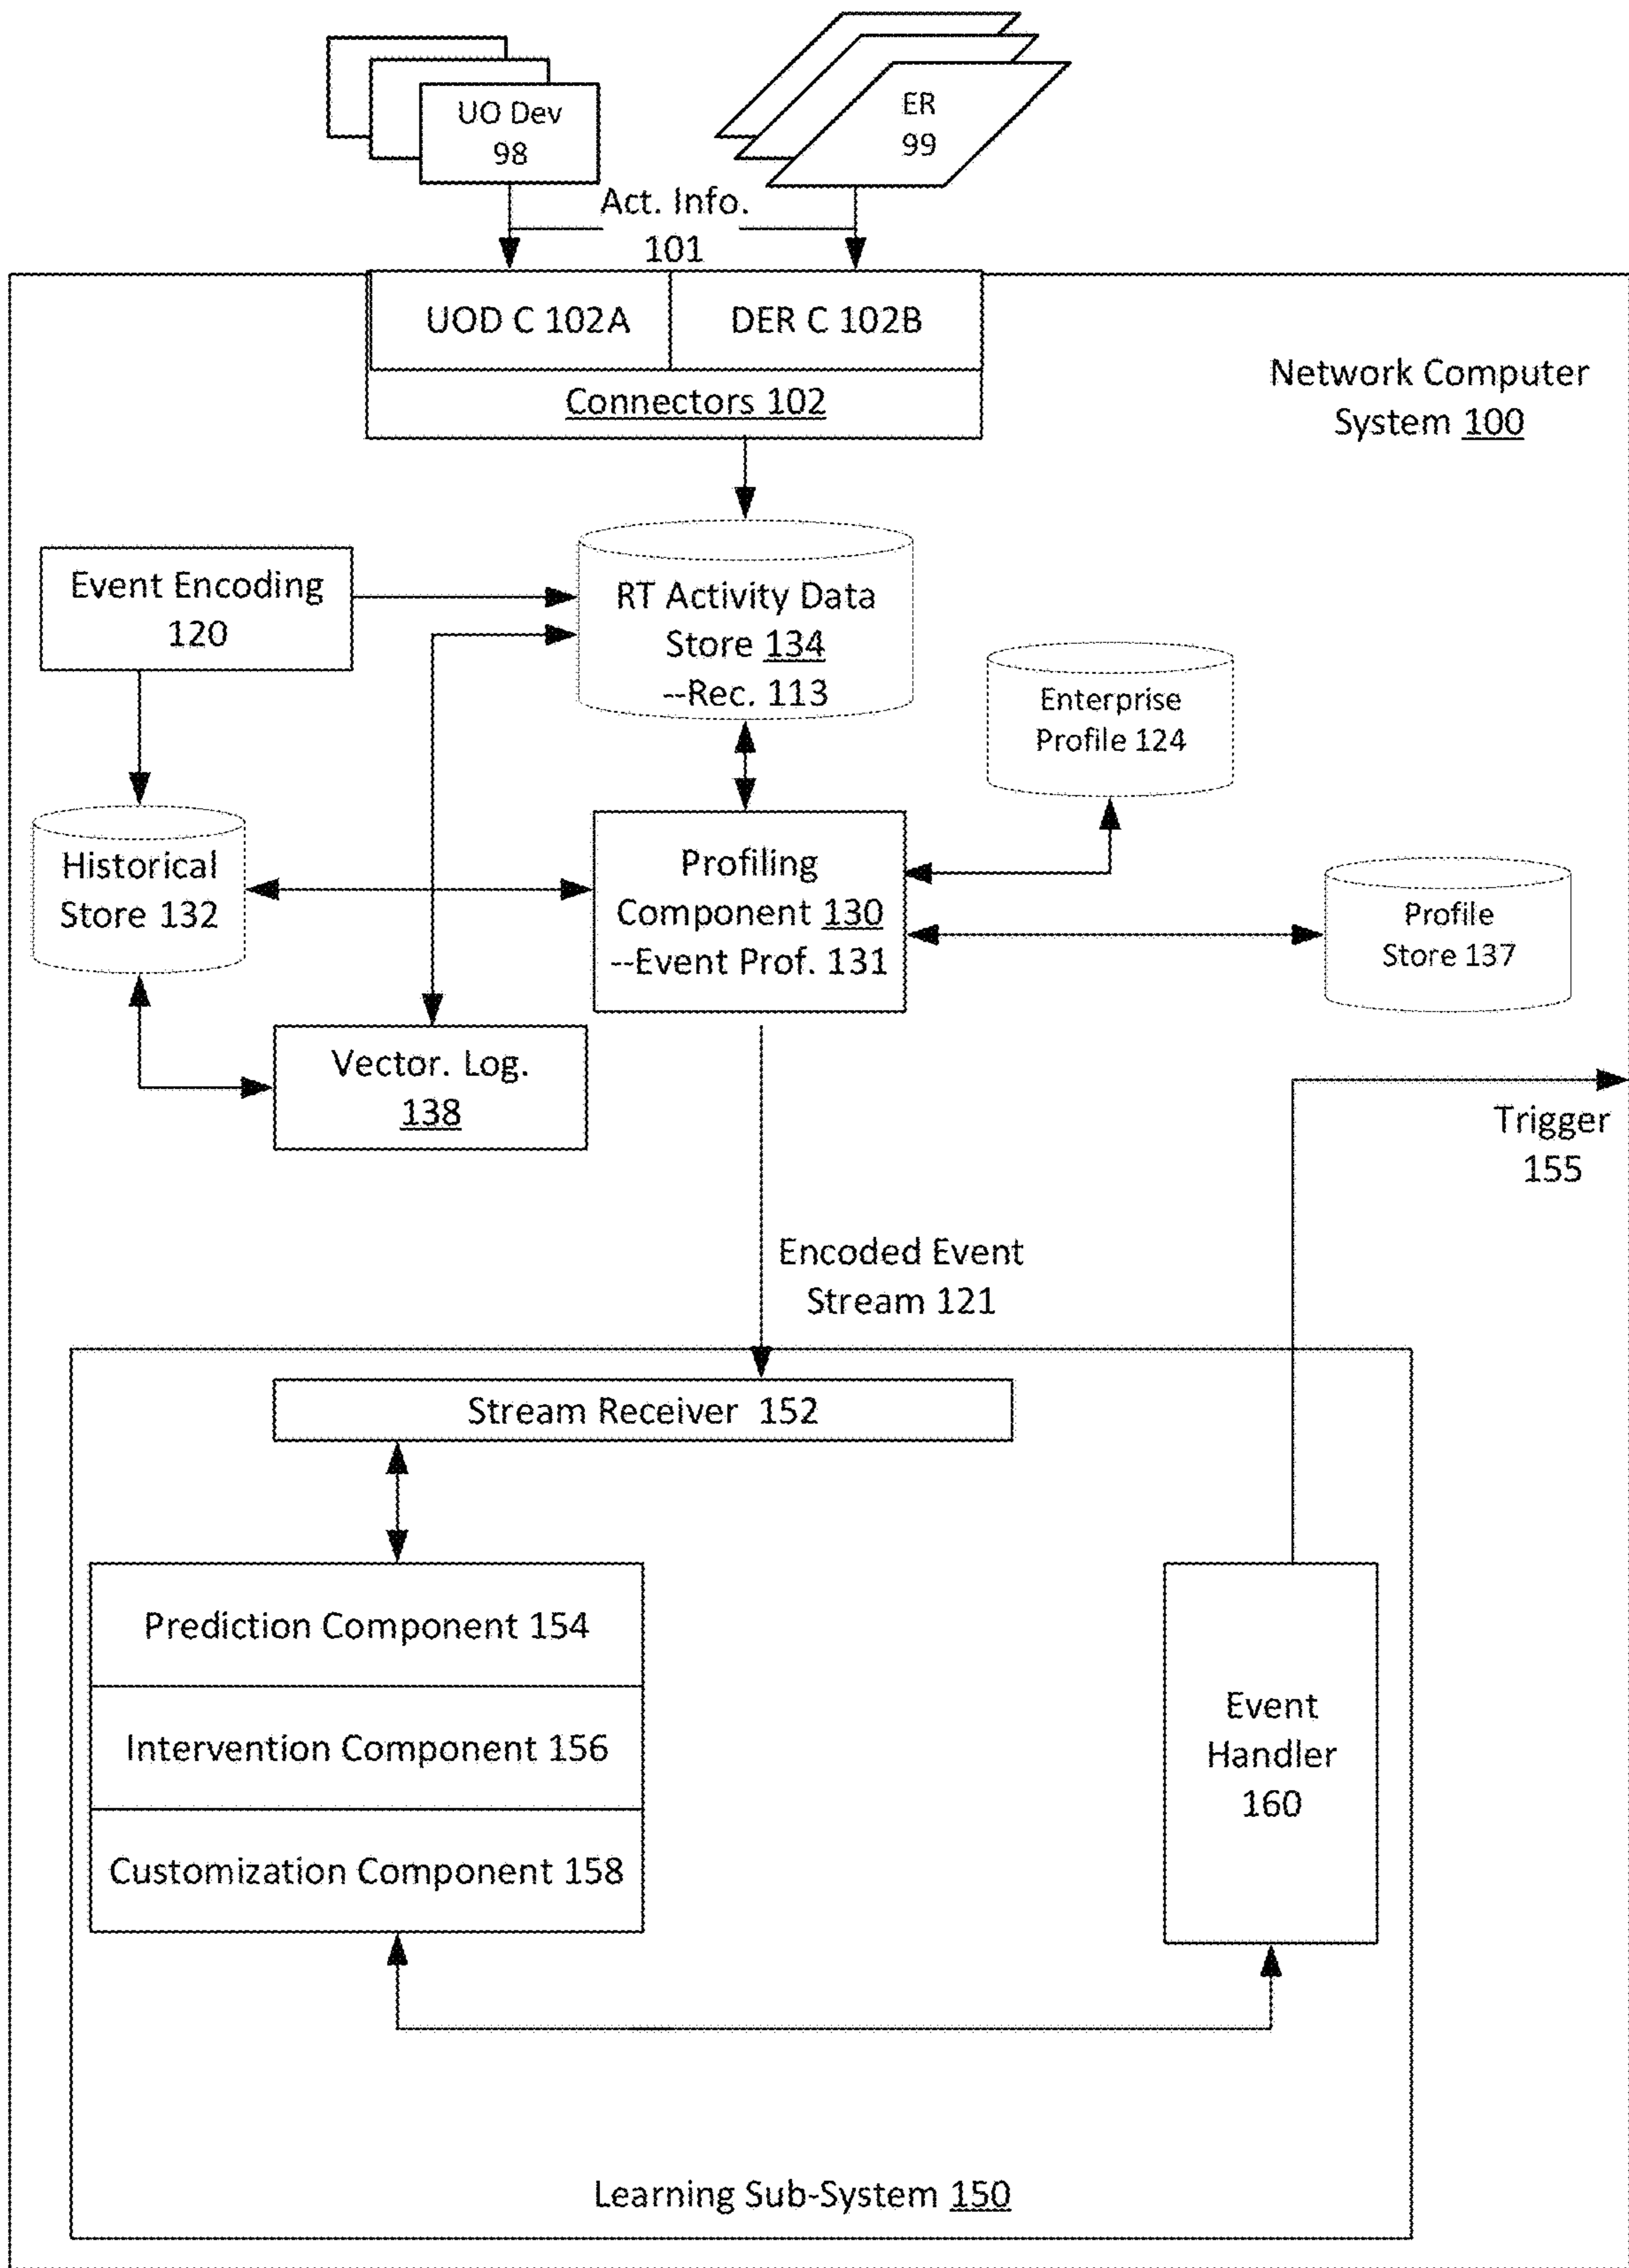 UO Dev
98
ER
99
Act. Info.
101
UOD C 102A
DER C 102B
Connectors 102
Network Computer
System 100
Event Encoding
120
RT Activity Data
Store 134
--Rec. 113
Enterprise
Profile 124
Historical
Store 132
Profiling
Component 130
--Event Prof. 131
Profile
Store 137
Vector. Log.
138
Trigger
155
Encoded Event
Stream 121
Stream Receiver 152
Prediction Component 154
Intervention Component 156
Customization Component 158
Event
Handler
160
Learning Sub-System 150